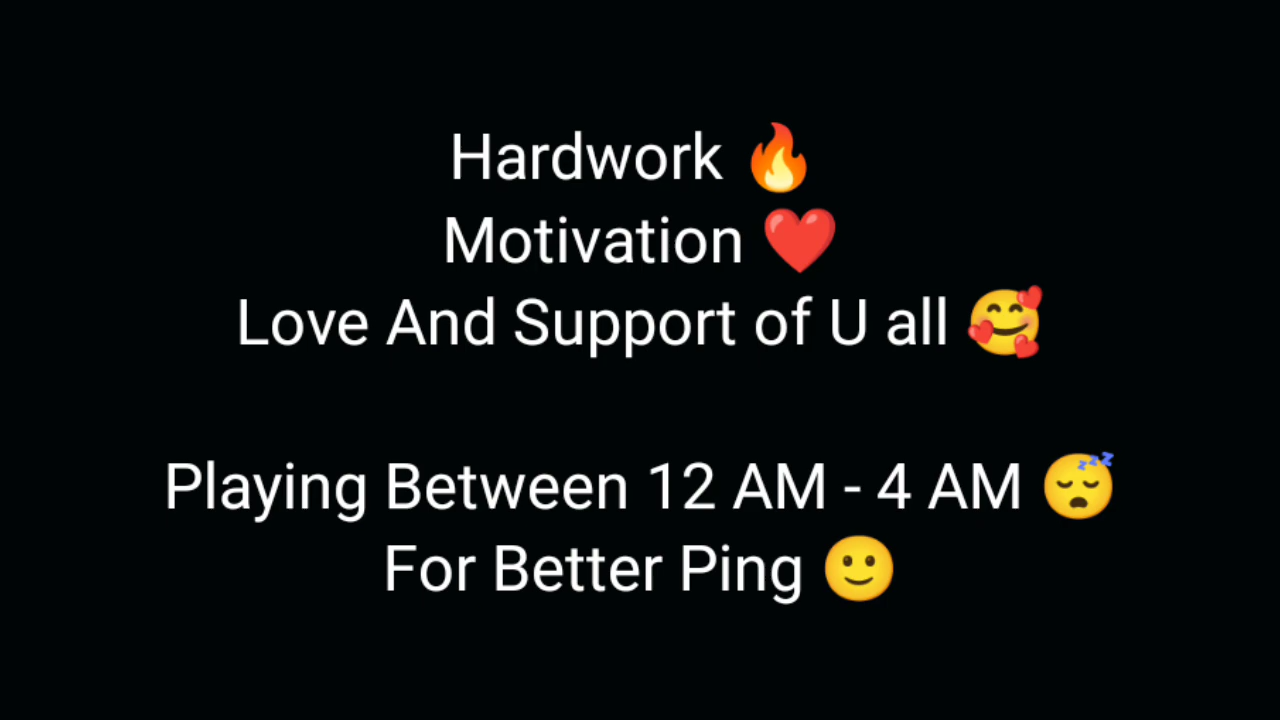 Hardwork 🔥
Motivation ❤️
Love And Support of U all 🥰
Playing Between 12 AM - 4 AM 😴
For Better Ping 🙂